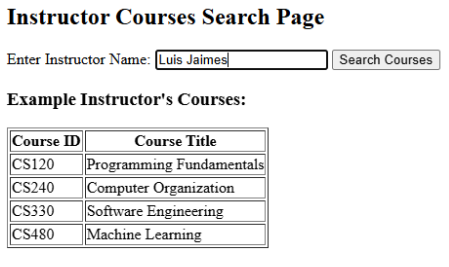 Instructor Courses Search Page
Enter Instructor Name: Luis Jaimes Search Courses
Example Instructor's Courses:
Course ID Course Title
CS120 Programming Fundamentals
CS240 Computer Organization
CS330 Software Engineering
CS480 Machine Learning